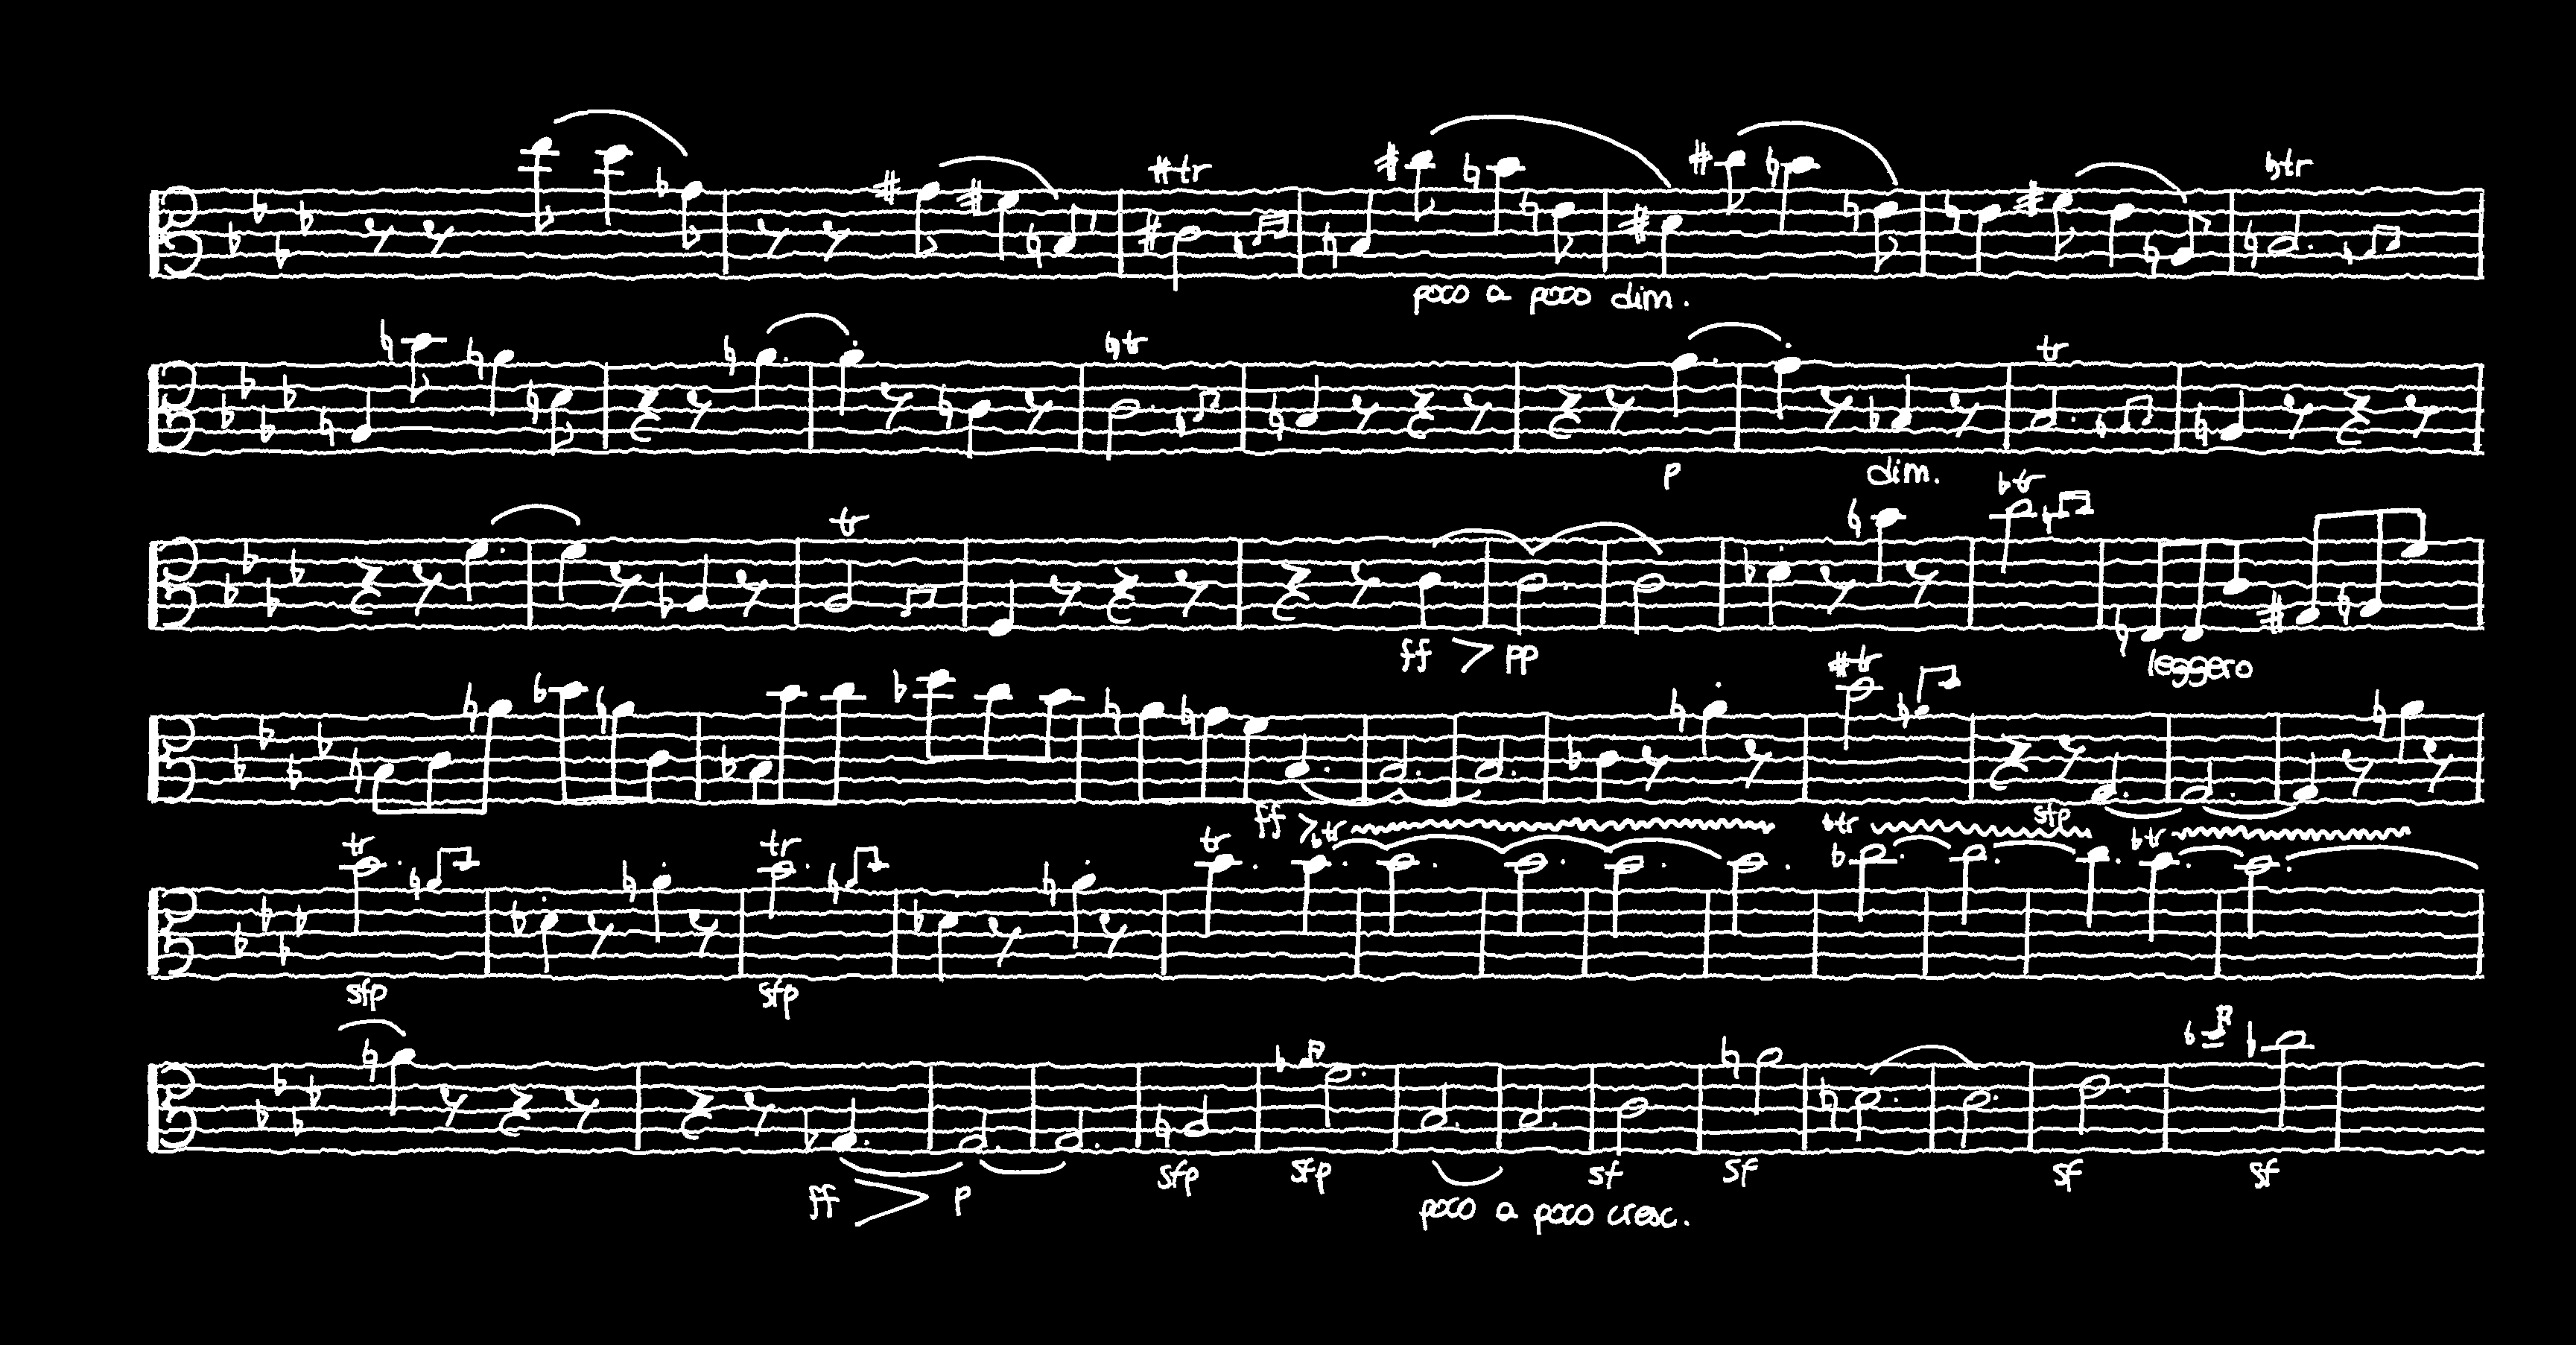 tr tr
poco a poco dim.
tr tr
p dim.
tr tr
ff pp leggero
tr
ff sfp
tr tr tr tr tr tr
sfp sfp
ff p sfp sfp sf sf sf sf
poco a poco cresc.